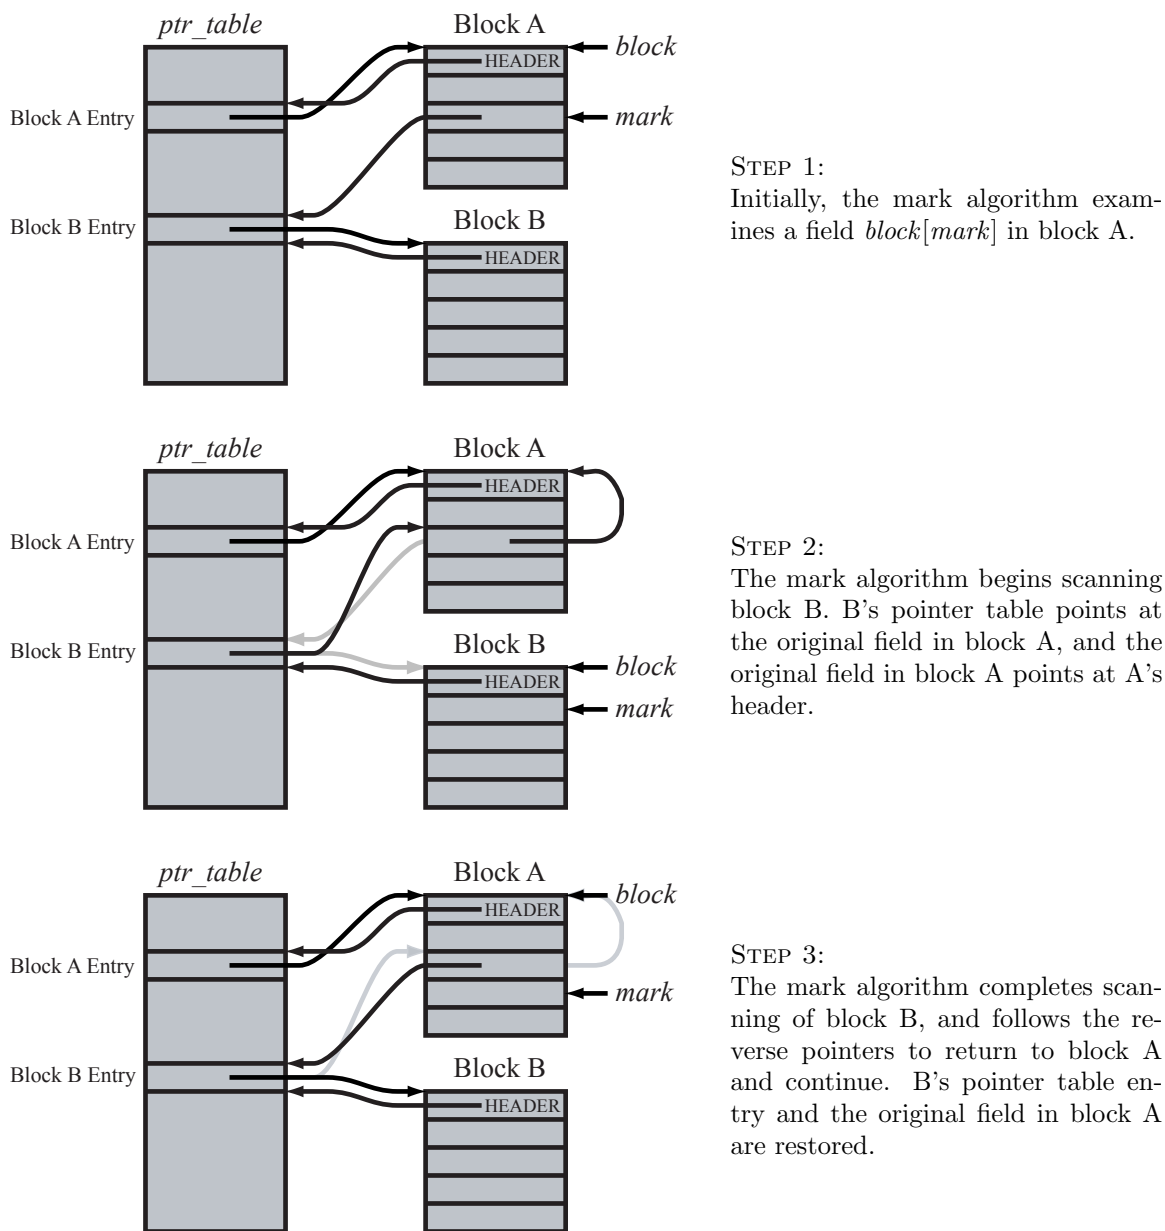 ptr_table
Block A
block
HEADER
Block A Entry
mark
Block B Entry
Block B
HEADER
STEP 1:
Initially, the mark algorithm exam-
ines a field block[mark] in block A.
ptr_table
Block A
HEADER
Block A Entry
Block B Entry
Block B
block
HEADER
mark
STEP 2:
The mark algorithm begins scanning
block B. B's pointer table points at
the original field in block A, and the
original field in block A points at A's
header.
ptr_table
Block A
block
HEADER
Block A Entry
mark
Block B Entry
Block B
HEADER
STEP 3:
The mark algorithm completes scan-
ning of block B, and follows the re-
verse pointers to return to block A
and continue. B's pointer table en-
try and the original field in block A
are restored.